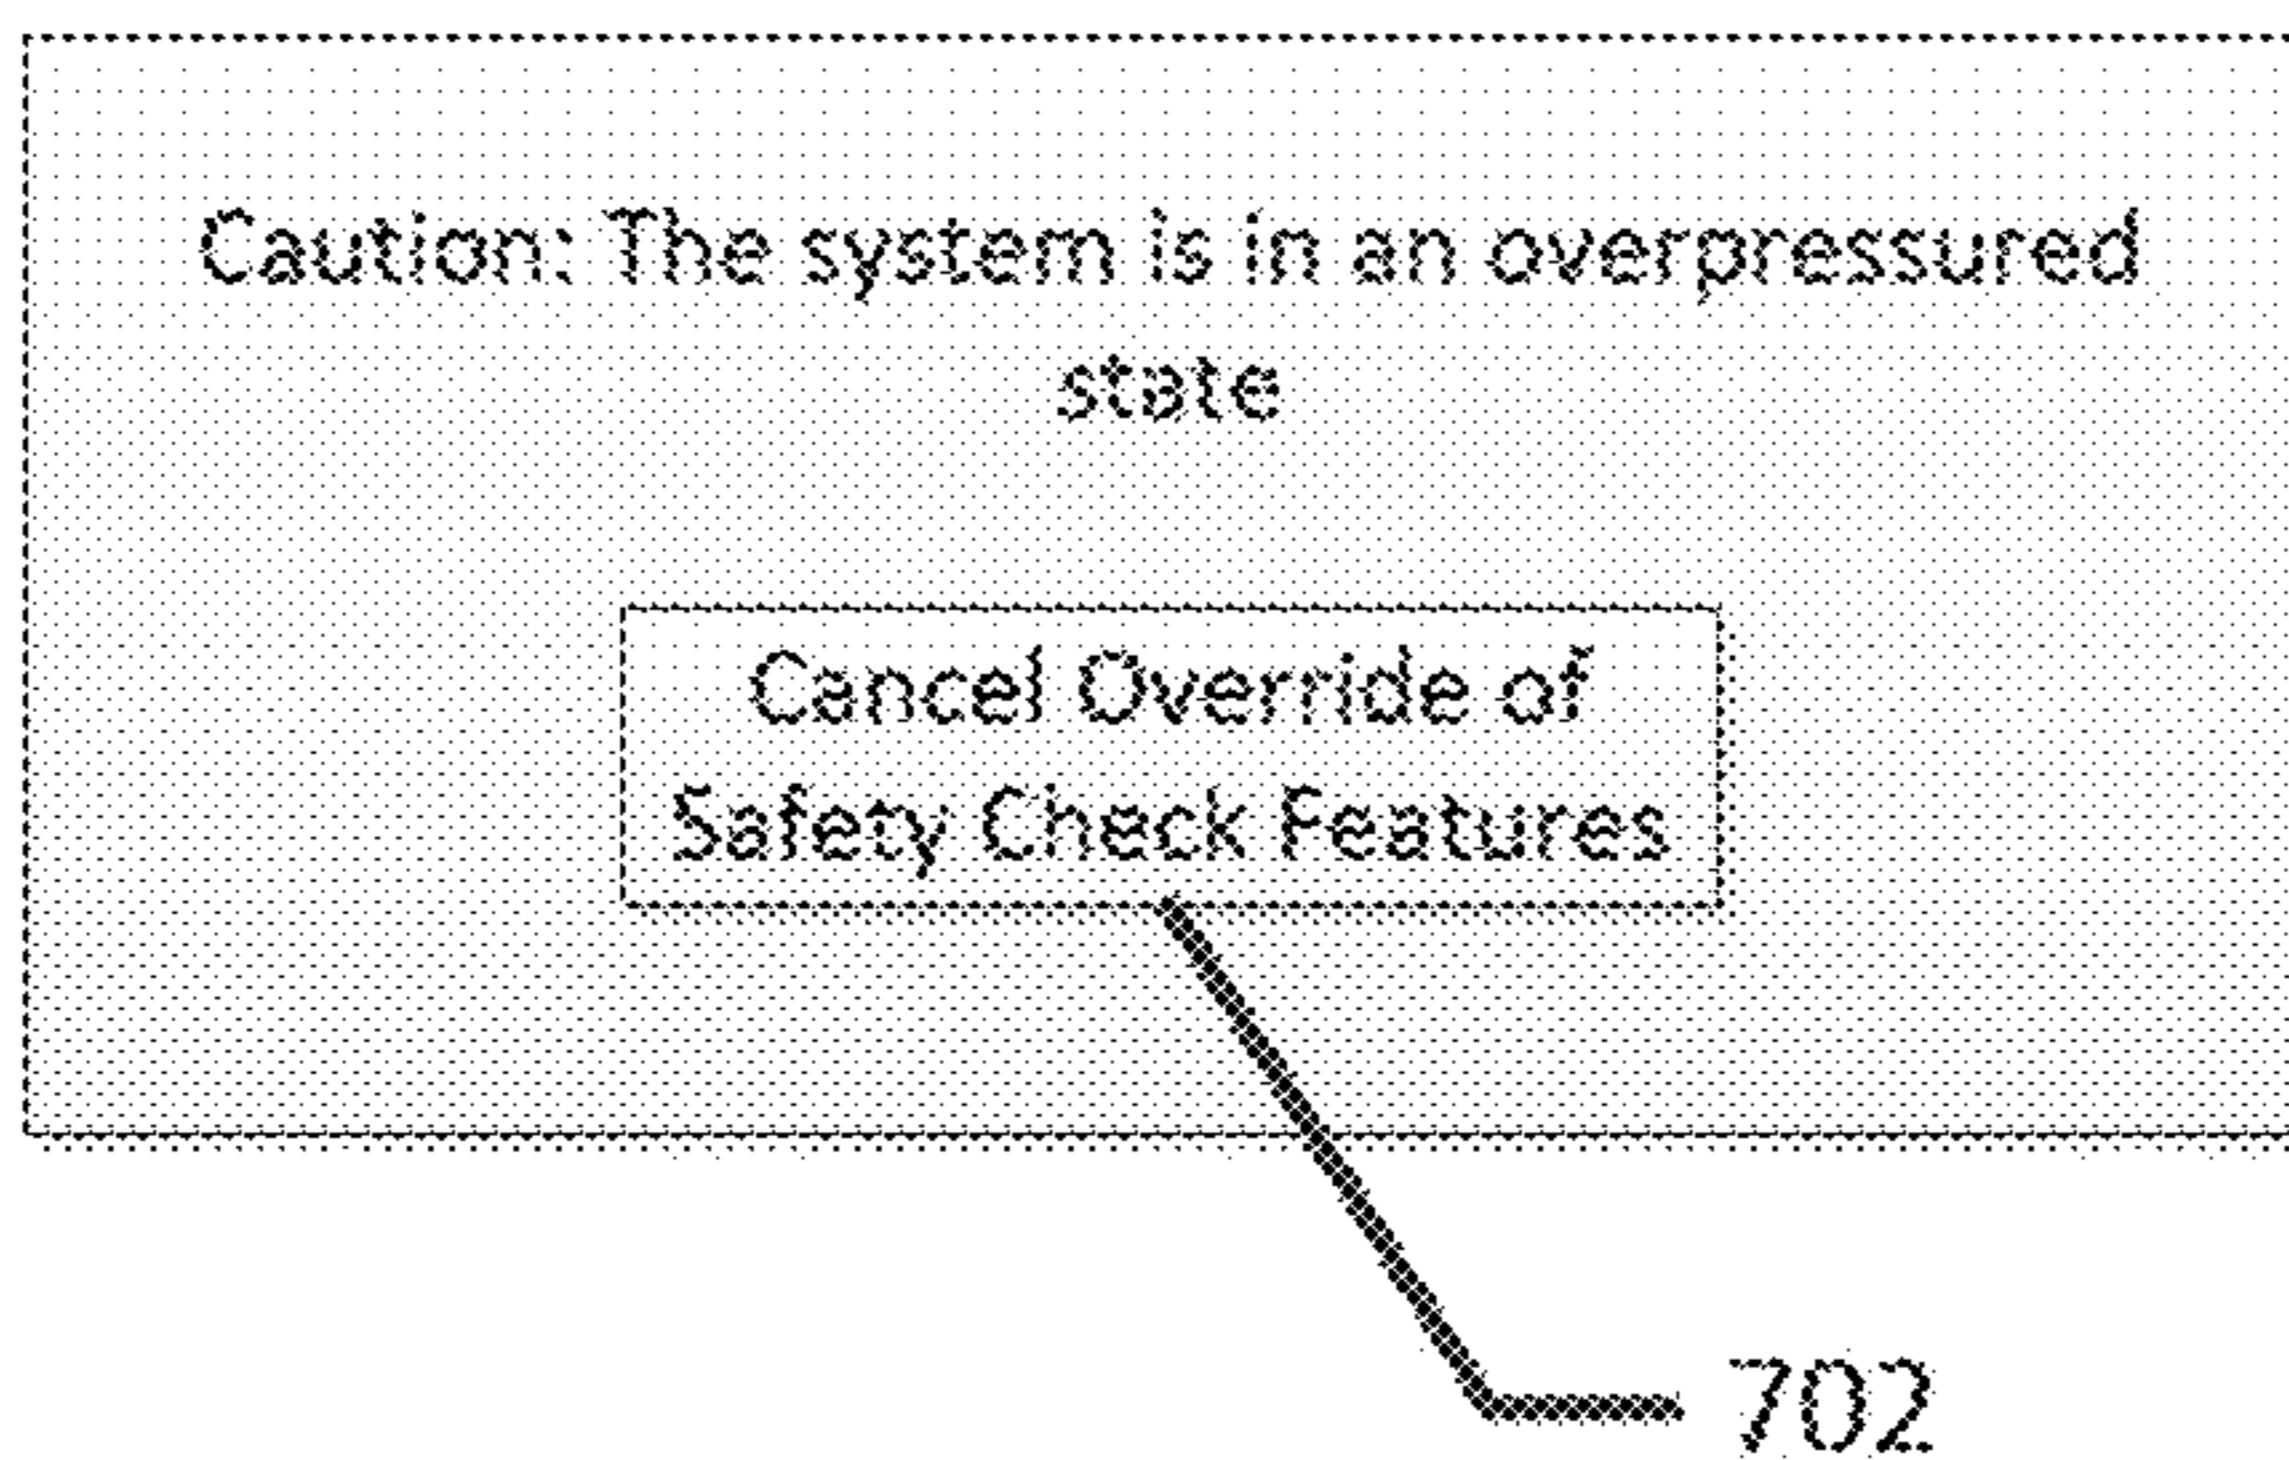 Caution: The system is in an overpressured
state
Cancel Override of
Safety Check Features
702